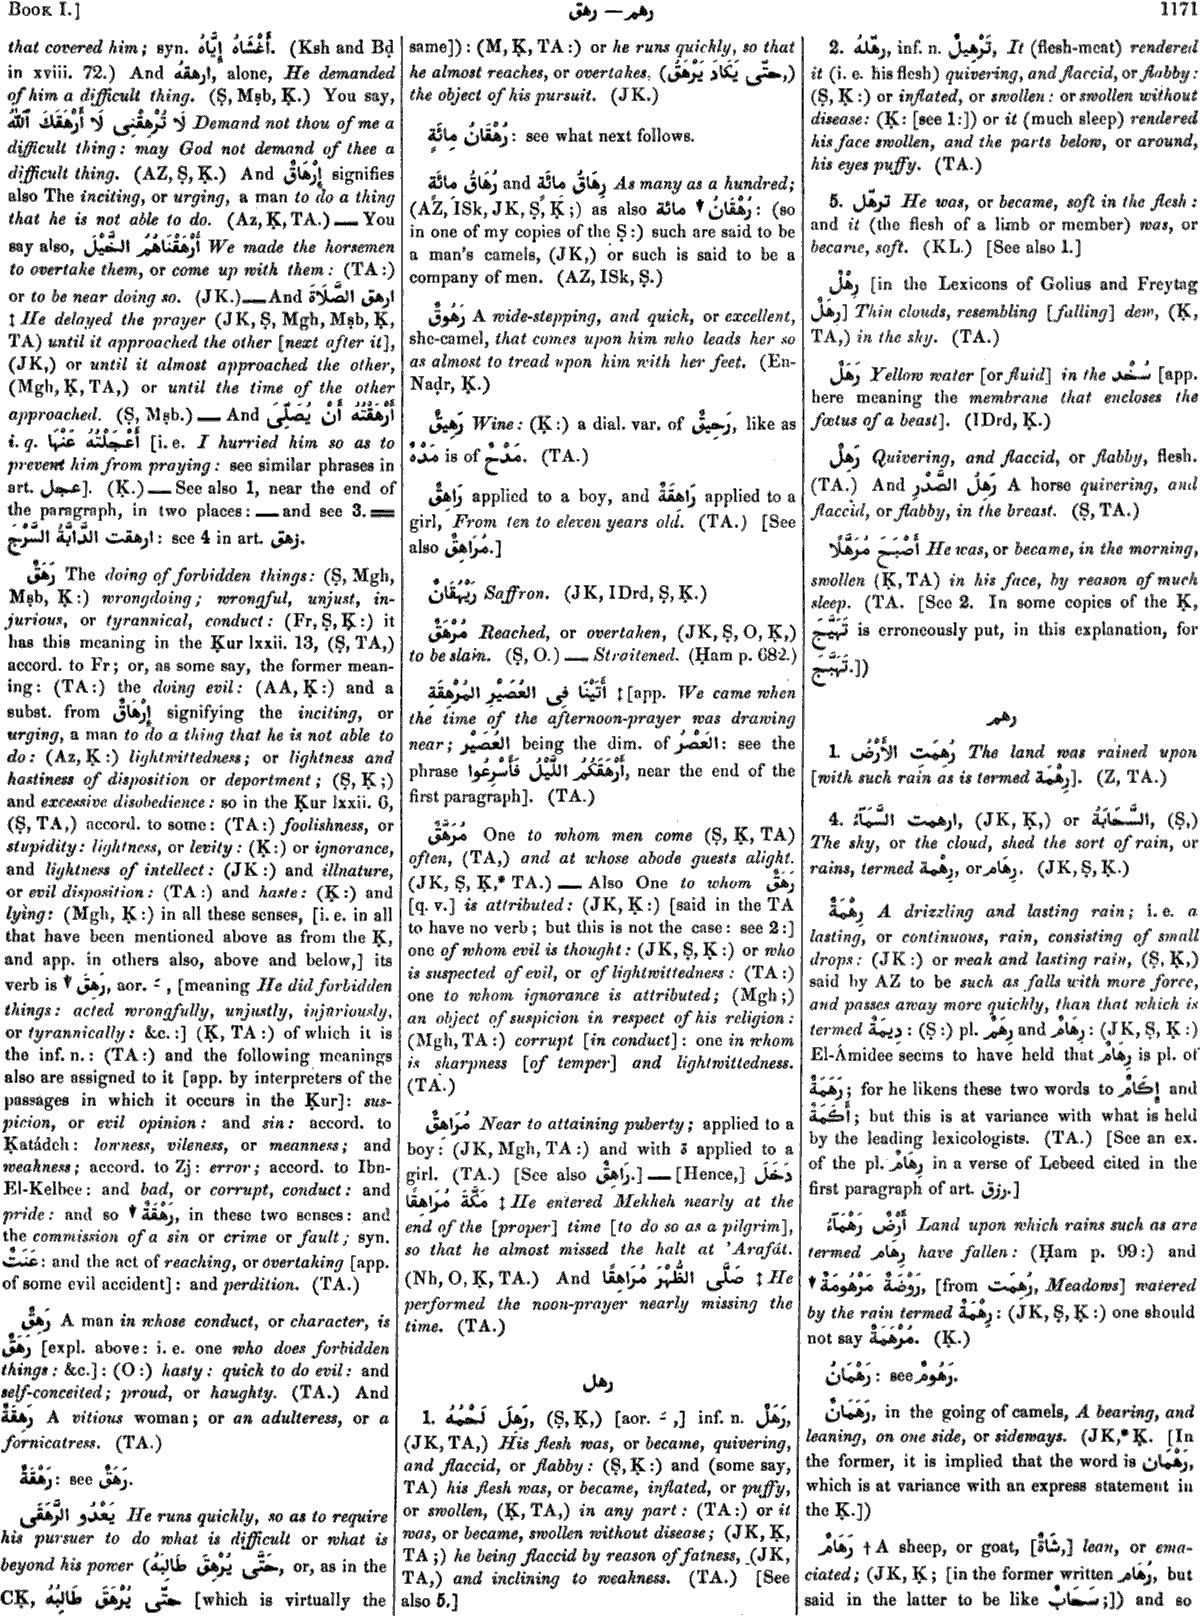 BOOK I.]
رهق — رهم
1171
that covered him; syn. أَغْشَاهُ إِيَّاهُ. (Ksh and Bḍ
in xviii. 72.) And ارهقهُ, alone, He demanded
of him a difficult thing. (Ṣ, Mṣb, Ḳ.) You say,
لَا تُرْهِقْنِى لَا أَرْهَقَكَ ٱللّٰهُ Demand not thou of me a
difficult thing: may God not demand of thee a
difficult thing. (AZ, Ṣ, Ḳ.) And إِرْهَاقٌ signifies
also The inciting, or urging, a man to do a thing
that he is not able to do. (Az, Ḳ, TA.) — You
say also, أَرْهَقْنَاهُمُ الخَيْلَ We made the horsemen
to overtake them, or come up with them: (TA:)
or to be near doing so. (JK.) — And ارهق الصَّلَاةَ
‡ He delayed the prayer (JK, Ṣ, Mgh, Mṣb, Ḳ,
TA) until it approached the other [next after it],
(JK,) or until it almost approached the other,
(Mgh, Ḳ, TA,) or until the time of the other
approached. (Ṣ, Mṣb.) — And أَرْهَقْتُهُ أَنْ يُصَلِّىَ
i. q. أَعْجَلْتُهُ عَنْهَا [i. e. I hurried him so as to
prevent him from praying: see similar phrases in
art. عجل]. (Ḳ.) — See also 1, near the end of
the paragraph, in two places: — and see 3. =
ارهقت الدَّابَّةُ السَّرْجَ: see 4 in art. زهق.
رَهَقٌ The doing of forbidden things: (Ṣ, Mgh,
Mṣb, Ḳ:) wrongdoing; wrongful, unjust, in-
jurious, or tyrannical, conduct: (Fr, Ṣ, Ḳ:) it
has this meaning in the Ḳur lxxii. 13, (Ṣ, TA,)
accord. to Fr; or, as some say, the former mean-
ing: (TA:) the doing evil: (AA, Ḳ:) and a
subst. from إِرْهَاقٌ signifying the inciting, or
urging, a man to do a thing that he is not able to
do: (Az, Ḳ:) lightwittedness; or lightness and
hastiness of disposition or deportment; (Ṣ, Ḳ;)
and excessive disobedience: so in the Ḳur lxxii. 6,
(Ṣ, TA,) accord. to some: (TA:) foolishness, or
stupidity: lightness, or levity: (Ḳ:) or ignorance,
and lightness of intellect: (JK:) and illnature,
or evil disposition: (TA:) and haste: (Ḳ:) and
lying: (Mgh, Ḳ:) in all these senses, [i. e. in all
that have been mentioned above as from the Ḳ,
and app. in others also, above and below,] its
verb is ▼ رَهِقَ, aor. ـَ, [meaning He did forbidden
things: acted wrongfully, unjustly, injuriously,
or tyrannically: &c.:] (Ḳ, TA:) of which it is
the inf. n.: (TA:) and the following meanings
also are assigned to it [app. by interpreters of the
passages in which it occurs in the Ḳur]: sus-
picion, or evil opinion: and sin: accord. to
Ḳatádeh: lowness, vileness, or meanness; and
weakness; accord. to Zj: error; accord. to Ibn-
El-Kelbee: and bad, or corrupt, conduct: and
pride: and so ▼ رَهْقَةٌ, in these two senses: and
the commission of a sin or crime or fault; syn.
عَنَتٌ: and the act of reaching, or overtaking [app.
of some evil accident]: and perdition. (TA.)
رَهِقٌ A man in whose conduct, or character, is
رَهَقٌ [expl. above: i. e. one who does forbidden
things: &c.]: (O:) hasty: quick to do evil: and
self-conceited; proud, or haughty. (TA.) And
رَهِقَةٌ A vitious woman; or an adulteress, or a
fornicatress. (TA.)
رَهْقَةٌ: see رَهَقٌ.
يَعْدُو الرَّهَقَى He runs quickly, so as to require
his pursuer to do what is difficult or what is
beyond his power (حَتَّى يُرْهِقَ طَالِبَهُ, or, as in the
CḲ, حتّى يُرْهَقَ طَالِبُهُ [which is virtually the
same]): (M, Ḳ, TA:) or he runs quickly, so that
he almost reaches, or overtakes, (حتّى يَكَادَ يَرْهَقُ,)
the object of his pursuit. (JK.)
رُهْقَانُ مِائَةٍ: see what next follows.
رُهَاقُ مائَة and رِهَاقُ مائَة As many as a hundred;
(AZ, ISk, JK, Ṣ, Ḳ;) as also ▼ رُهْقَانُ مائة: (so
in one of my copies of the Ṣ:) such are said to be
a man's camels, (JK,) or such is said to be a
company of men. (AZ, ISk, Ṣ.)
رَهُوقٌ A wide-stepping, and quick, or excellent,
she-camel, that comes upon him who leads her so
as almost to tread upon him with her feet. (En-
Naḍr, Ḳ.)
رَهِيقٌ Wine: (Ḳ:) a dial. var. of رَحِيقٌ, like as
مَدْهٌ is of مَدْحٌ. (TA.)
رَاهِقٌ applied to a boy, and رَاهِقَةٌ applied to a
girl, From ten to eleven years old. (TA.) [See
also مُرَاهِقٌ.]
رَيْهُقَانٌ Saffron. (JK, IDrd, Ṣ, Ḳ.)
مُرْهَقٌ Reached, or overtaken, (JK, Ṣ, O, Ḳ,)
to be slain. (Ṣ, O.) — Straitened. (Ḥam p. 682.)
أَتَيْنَا فِى العُصَيْرِ المُرْهِقَةِ ‡ [app. We came when
the time of the afternoon-prayer was drawing
near; العُصَيْر being the dim. of العَصْرُ: see the
phrase أَرْهَقَكُمُ اللَّيْلُ فَأَسْرِعُوا, near the end of the
first paragraph]. (TA.)
مُرَهَّقٌ One to whom men come (Ṣ, Ḳ, TA)
often, (TA,) and at whose abode guests alight.
(JK, Ṣ, Ḳ,* TA.) — Also One to whom رَهَقٌ
[q. v.] is attributed: (JK, Ḳ:) [said in the TA
to have no verb; but this is not the case: see 2:]
one of whom evil is thought: (JK, Ṣ, Ḳ:) or who
is suspected of evil, or of lightwittedness: (TA:)
one to whom ignorance is attributed; (Mgh;)
an object of suspicion in respect of his religion:
(Mgh, TA:) corrupt [in conduct]: one in whom
is sharpness [of temper] and lightwittedness.
(TA.)
مُرَاهِقٌ Near to attaining puberty; applied to a
boy: (JK, Mgh, TA:) and with ة applied to a
girl. (TA.) [See also رَاهِقٌ.] — [Hence,] دَخَلَ
مَكَّةَ مُرَاهِقًا ‡ He entered Mekkeh nearly at the
end of the [proper] time [to do so as a pilgrim],
so that he almost missed the halt at 'Arafát.
(Nh, O, Ḳ, TA.) And صَلَّى الظُّهْرَ مُرَاهِقًا ‡ He
performed the noon-prayer nearly missing the
time. (TA.)
رهل
1. رَهِلَ لَحْمُهُ, (Ṣ, Ḳ,) [aor. ـَ,] inf. n. رَهَلٌ,
(JK, TA,) His flesh was, or became, quivering,
and flaccid, or flabby: (Ṣ, Ḳ:) and (some say,
TA) his flesh was, or became, inflated, or puffy,
or swollen, (Ḳ, TA,) in any part: (TA:) or it
was, or became, swollen without disease; (JK, Ḳ,
TA;) he being flaccid by reason of fatness, (JK,
TA,) and inclining to weakness. (TA.) [See
also 5.]
2. رهّلهُ, inf. n. تَرْهِيلٌ, It (flesh-meat) rendered
it (i. e. his flesh) quivering, and flaccid, or flabby:
(Ṣ, Ḳ:) or inflated, or swollen: or swollen without
disease: (Ḳ: [see 1:]) or it (much sleep) rendered
his face swollen, and the parts below, or around,
his eyes puffy. (TA.)
5. ترهّل He was, or became, soft in the flesh:
and it (the flesh of a limb or member) was, or
became, soft. (KL.) [See also 1.]
رِهْلٌ [in the Lexicons of Golius and Freytag
رَهْلٌ] Thin clouds, resembling [falling] dew, (Ḳ,
TA,) in the sky. (TA.)
رَهَلٌ Yellow water [or fluid] in the سُخْد [app.
here meaning the membrane that encloses the
fœtus of a beast]. (IDrd, Ḳ.)
رَهِلٌ Quivering, and flaccid, or flabby, flesh.
(TA.) And رَهِلُ الصَّدْرِ A horse quivering, and
flaccid, or flabby, in the breast. (Ṣ, TA.)
أَصْبَحَ مُرَهَّلًا He was, or became, in the morning,
swollen (Ḳ, TA) in his face, by reason of much
sleep. (TA. [See 2. In some copies of the Ḳ,
تَهَيَّجَ is erroneously put, in this explanation, for
تَهَبَّجَ.])
رهم
1. رُهِمَتِ الأَرْضُ The land was rained upon
[with such rain as is termed رِهْمَة]. (Z, TA.)
4. ارهمت السَّمَآءُ, (JK, Ḳ,) or السَّحَابَةُ, (Ṣ,)
The sky, or the cloud, shed the sort of rain, or
rains, termed رِهْمة, or رِهَام. (JK, Ṣ, Ḳ.)
رِهْمَةٌ A drizzling and lasting rain; i. e. a
lasting, or continuous, rain, consisting of small
drops: (JK:) or weak and lasting rain, (Ṣ, Ḳ,)
said by AZ to be such as falls with more force,
and passes away more quickly, than that which is
termed دِيمَةٌ: (Ṣ:) pl. رِهَمٌ and رِهَامٌ: (JK, Ṣ, Ḳ:)
El-Ámidee seems to have held that رِهَامٌ is pl. of
رَهَمَةٌ; for he likens these two words to إِكَامٌ and
أَكَمَةٌ; but this is at variance with what is held
by the leading lexicologists. (TA.) [See an ex.
of the pl. رِهَامٌ in a verse of Lebeed cited in the
first paragraph of art. رزق.]
أَرْضٌ رَهْمَآءُ Land upon which rains such as are
termed رِهَام have fallen: (Ḥam p. 99:) and
▼ رَوْضَةٌ مَرْهُومَةٌ, [from رُهِمَت, Meadows] watered
by the rain termed رِهْمَةٌ: (JK, Ṣ, Ḳ:) one should
not say مُرْهَمَةٌ. (Ḳ.)
رَهْمَانُ: see رَهُومٌ.
رَهَمَانٌ, in the going of camels, A bearing, and
leaning, on one side, or sideways. (JK,* Ḳ. [In
the former, it is implied that the word is رَهْمَان,
which is at variance with an express statement in
the Ḳ.])
رَهَامٌ † A sheep, or goat, [شَاةٌ,] lean, or ema-
ciated; (JK, Ḳ; [in the former written رُهَام, but
said in the latter to be like سَحَابٌ;]) and so